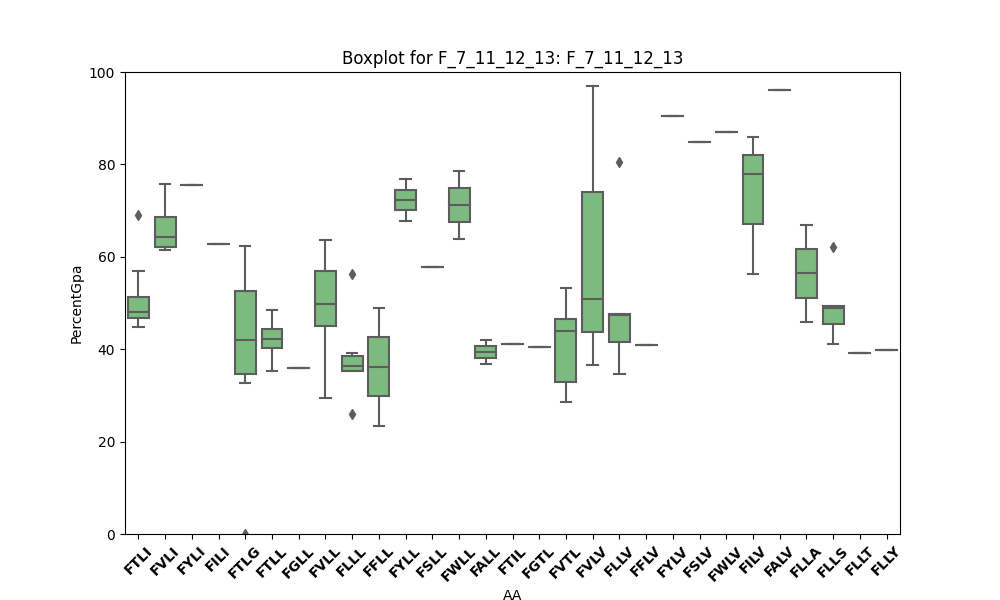 Boxplot for F_7_11_12_13: F_7_11_12_13
100
80
60
40
20
0
PercentGpa
FTLI FVLI FYLI FILI FTLG FTLL FGLL FVLL FLLL FFLL FYLL FSLL FWLL FALL FTIL FGTL FVTL FVLV FLLV FFLV FYLV FSLV FWLV FILV FALV FLLA FLLS FLLT FLLY
AA